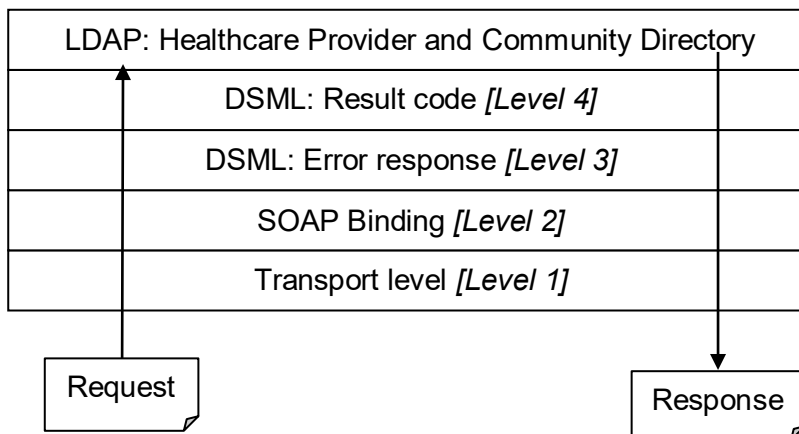 LDAP: Healthcare Provider and Community Directory
DSML: Result code [Level 4]
DSML: Error response [Level 3]
SOAP Binding [Level 2]
Transport level [Level 1]
Request
Response